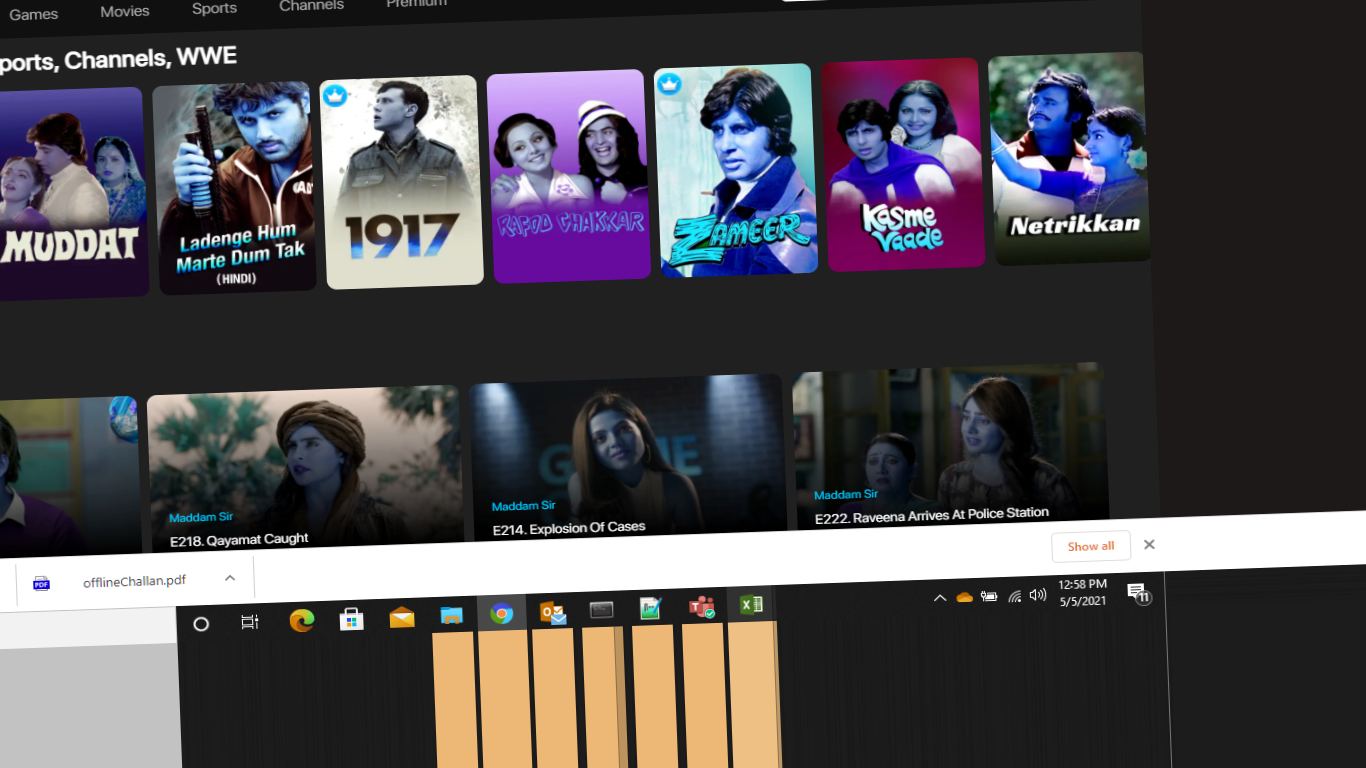 Games Movies Sports Channels Premium
ports, Channels, WWE
MUDDAT
Ladenge Hum
Marte Dum Tak
(HINDI)
1917
RAFOO CHAKKAR
ZAMEER
Kasme
Vaade
Netrikkan
Maddam Sir
E218. Qayamat Caught
GAME
Maddam Sir
E214. Explosion Of Cases
Maddam Sir
E222. Raveena Arrives At Police Station
PDF
offlineChallan.pdf
Show all
12:58 PM
5/5/2021
11